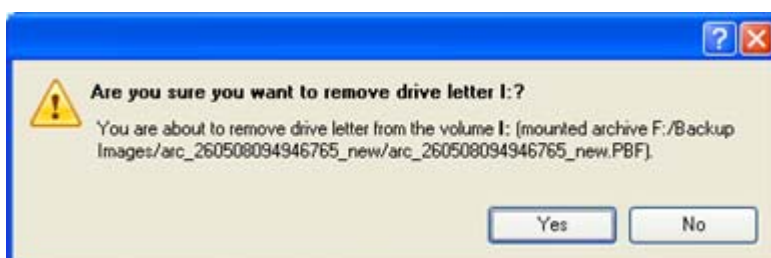 Are you sure you want to remove drive letter I:?
You are about to remove drive letter from the volume I: (mounted archive F:/Backup
Images/arc_260508094946765_new/arc_260508094946765_new.PBF).
Yes No